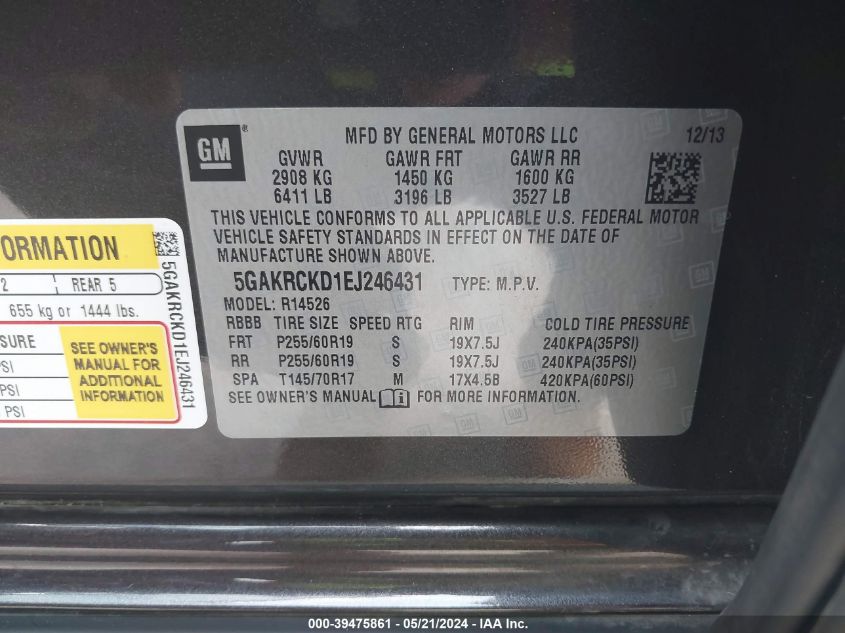 GM ®
MFD BY GENERAL MOTORS LLC 12/13
GVWR GAWR FRT GAWR RR
2908 KG 1450 KG 1600 KG
6411 LB 3196 LB 3527 LB
THIS VEHICLE CONFORMS TO ALL APPLICABLE U.S. FEDERAL MOTOR
VEHICLE SAFETY STANDARDS IN EFFECT ON THE DATE OF
MANUFACTURE SHOWN ABOVE.
5GAKRCKD1EJ246431 TYPE: M.P.V.
MODEL: R14526
RBBB TIRE SIZE SPEED RTG RIM COLD TIRE PRESSURE
FRT P255/60R19 S 19X7.5J 240KPA(35PSI)
RR P255/60R19 S 19X7.5J 240KPA(35PSI)
SPA T145/70R17 M 17X4.5B 420KPA(60PSI)
SEE OWNER'S MANUAL FOR MORE INFORMATION.
ORMATION
2 REAR 5
655 kg or 1444 lbs.
SURE
PSI
PSI
PSI
SEE OWNER'S
MANUAL FOR
ADDITIONAL
INFORMATION
5GAKRCKD1EJ246431
000-39475861 - 05/21/2024 - IAAI Inc.